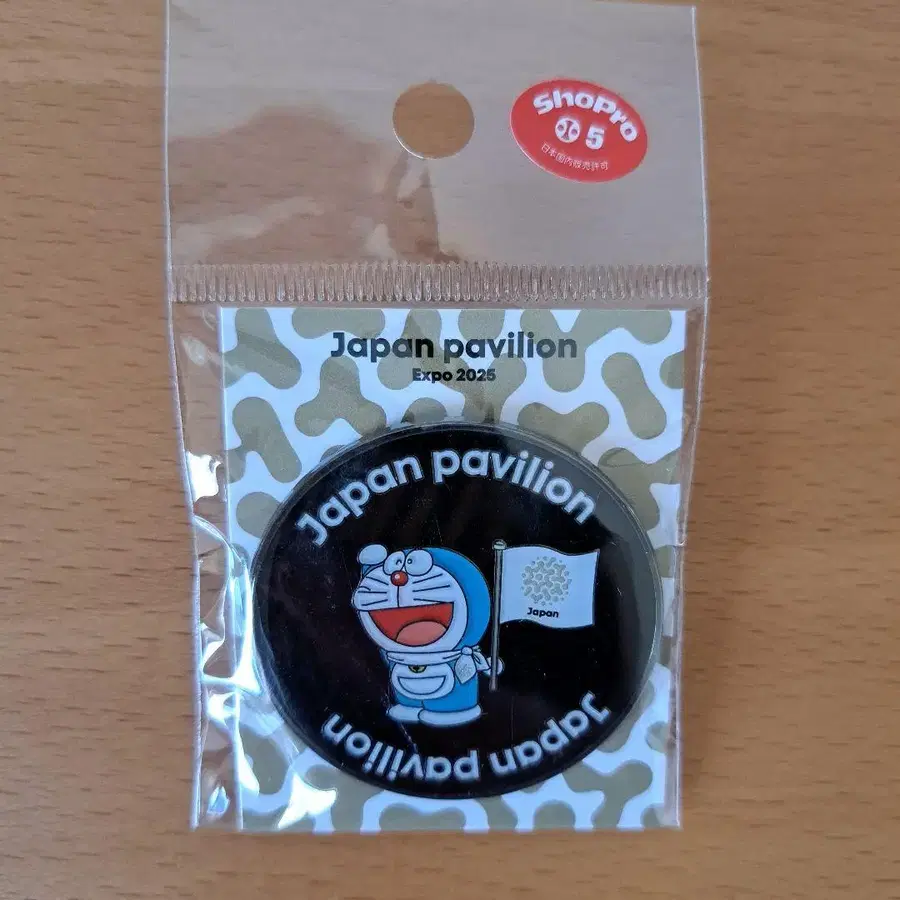 ShoPro
小 5
日本国内販売許可
Japan pavilion
Expo 2025
Japan pavilion
Japan
Japan pavilion